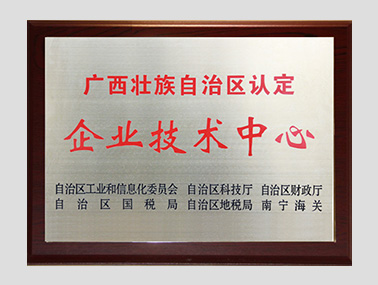 广西壮族自治区认定
企业技术中心
自治区工业和信息化委员会 自治区科技厅 自治区财政厅
自治区国税局 自治区地税局 南宁海关